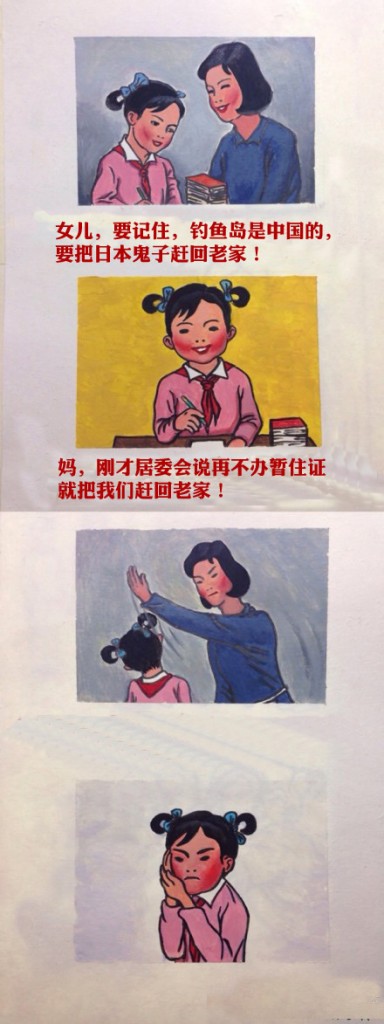 女儿，要记住，钓鱼岛是中国的，
要把日本鬼子赶回老家！
妈，刚才居委会说再不办暂住证
就把我们赶回老家！